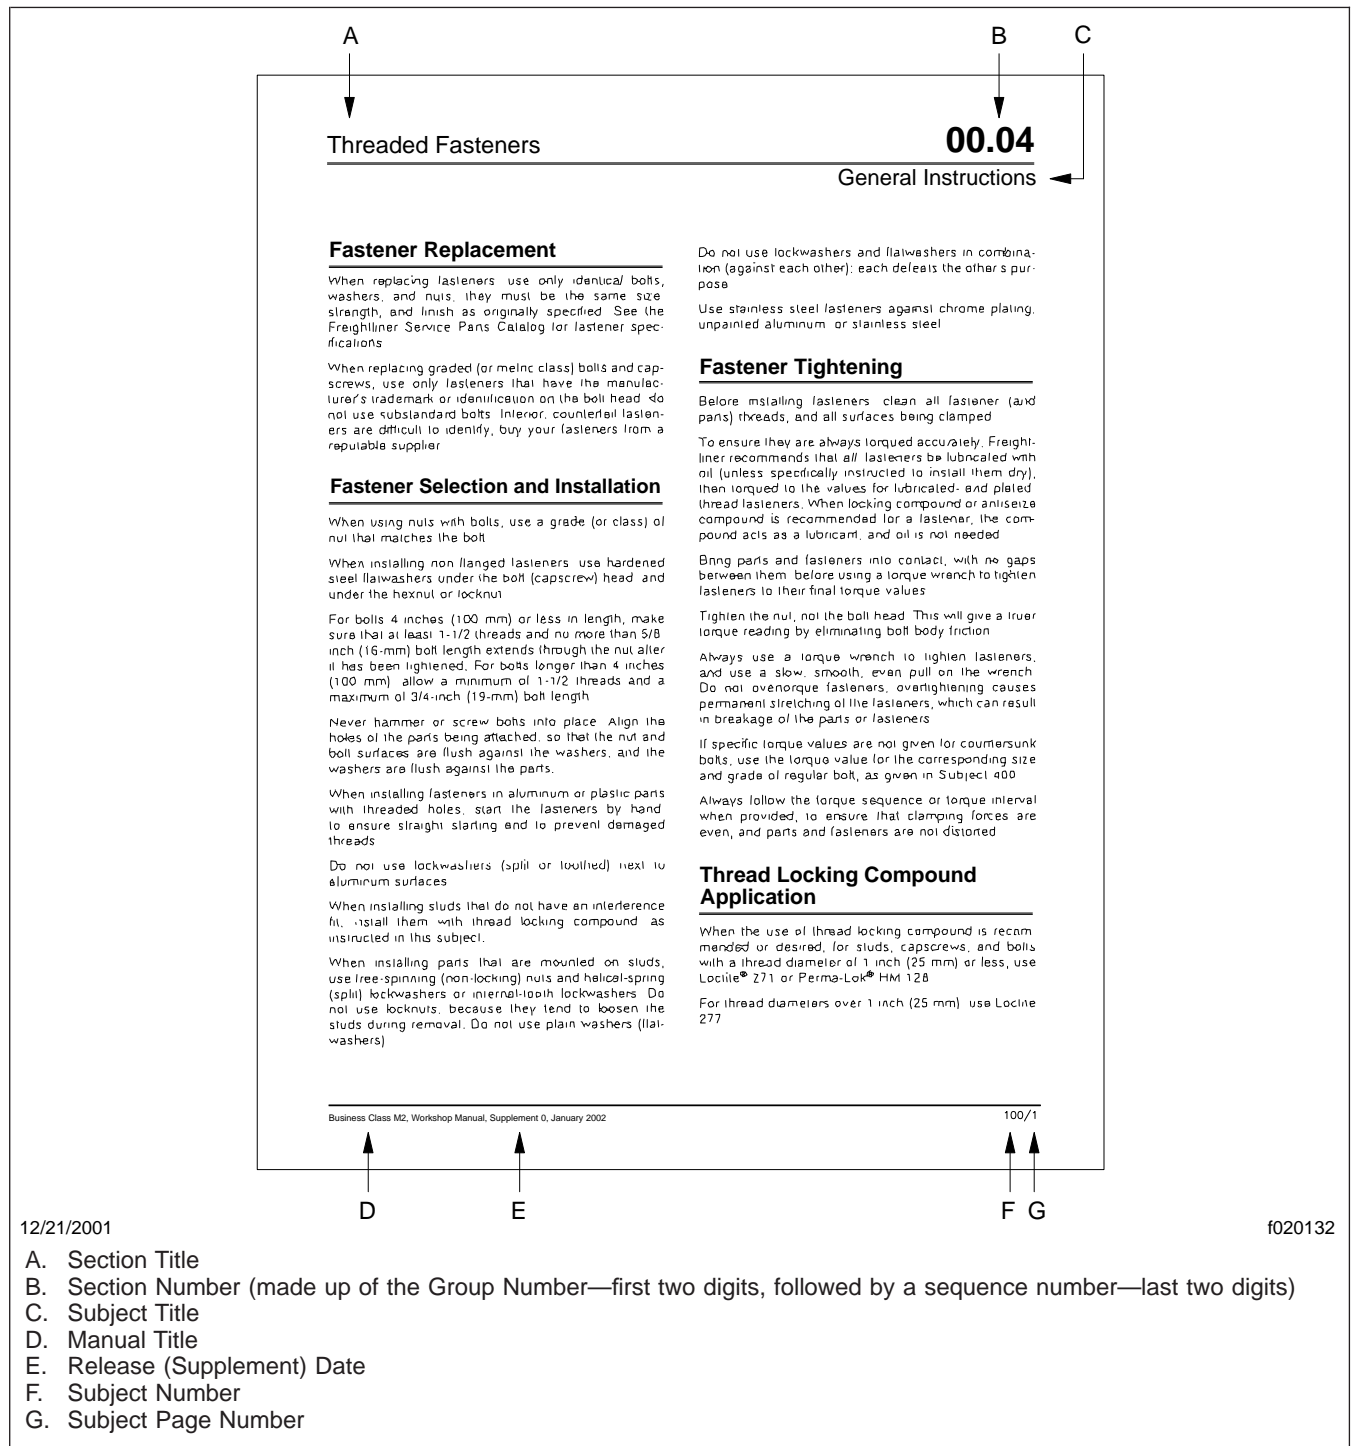 A
B
C
Threaded Fasteners
00.04
General Instructions
Fastener Replacement
When replacing fasteners use only identical bolts,
washers, and nuts, they must be the same size
strength, and finish as originally specified See the
Freightliner Service Parts Catalog for fastener spec-
ifications
When replacing graded (or metric class) bolts and cap-
screws, use only fasteners that have the manufac-
turer's trademark or identification on the bolt head do
not use substandard bolts Inferior, counterfeit fasten-
ers are difficult to identify, buy your fasteners from a
reputable supplier
Fastener Selection and Installation
When using nuts with bolts, use a grade (or class) of
nut that matches the bolt
When installing non flanged fasteners use hardened
steel flatwashers under the bolt (capscrew) head and
under the hexnut or locknut
For bolts 4 inches (100 mm) or less in length, make
sure that at least 1-1/2 threads and no more than 5/8
inch (16-mm) bolt length extends through the nut after
it has been tightened. For bolts longer than 4 inches
(100 mm) allow a minimum of 1-1/2 threads and a
maximum of 3/4-inch (19-mm) bolt length
Never hammer or screw bolts into place Align the
holes of the parts being attached, so that the nut and
bolt surfaces are flush against the washers, and the
washers are flush against the parts.
When installing fasteners in aluminum or plastic parts
with threaded holes, start the fasteners by hand
to ensure straight starting and to prevent damaged
threads
Do not use lockwashers (split or toothed) next to
aluminum surfaces
When installing studs that do not have an interference
fit, install them with thread locking compound as
instructed in this subject.
When installing parts that are mounted on studs,
use free-spinning (non-locking) nuts and helical-spring
(split) lockwashers or internal-tooth lockwashers Do
not use locknuts, because they tend to loosen the
studs during removal. Do not use plain washers (flat-
washers)
Do not use lockwashers and flatwashers in combina-
tion (against each other): each defeats the other s pur-
pose
Use stainless steel fasteners against chrome plating,
unpainted aluminum or stainless steel
Fastener Tightening
Before installing fasteners clean all fastener (and
parts) threads, and all surfaces being clamped
To ensure they are always torqued accurately, Freight-
liner recommends that all fasteners be lubricated with
oil (unless specifically instructed to install them dry),
then torqued to the values for lubricated- and plated
thread fasteners. When locking compound or antiseize
compound is recommended for a fastener, the com-
pound acts as a lubricant, and oil is not needed
Bring parts and fasteners into contact, with no gaps
between them before using a torque wrench to tighten
fasteners to their final torque values
Tighten the nut, not the bolt head This will give a truer
torque reading by eliminating bolt body friction
Always use a torque wrench to tighten fasteners,
and use a slow, smooth, even pull on the wrench
Do not overtorque fasteners, overtightening causes
permanent stretching of the fasteners, which can result
in breakage of the parts or fasteners
If specific torque values are not given for countersunk
bolts, use the torque value for the corresponding size
and grade of regular bolt, as given in Subject 400
Always follow the torque sequence or torque interval
when provided, to ensure that clamping forces are
even, and parts and fasteners are not distorted
Thread Locking Compound
Application
When the use of thread locking compound is recom
mended or desired, for studs, capscrews, and bolts
with a thread diameter of 1 inch (25 mm) or less, use
Loctite® 271 or Perma-Lok® HM 128
For thread diameters over 1 inch (25 mm) use Loctite
277
Business Class M2, Workshop Manual, Supplement 0, January 2002
100/1
D
E
F
G
12/21/2001
f020132
A. Section Title
B. Section Number (made up of the Group Number—first two digits, followed by a sequence number—last two digits)
C. Subject Title
D. Manual Title
E. Release (Supplement) Date
F. Subject Number
G. Subject Page Number